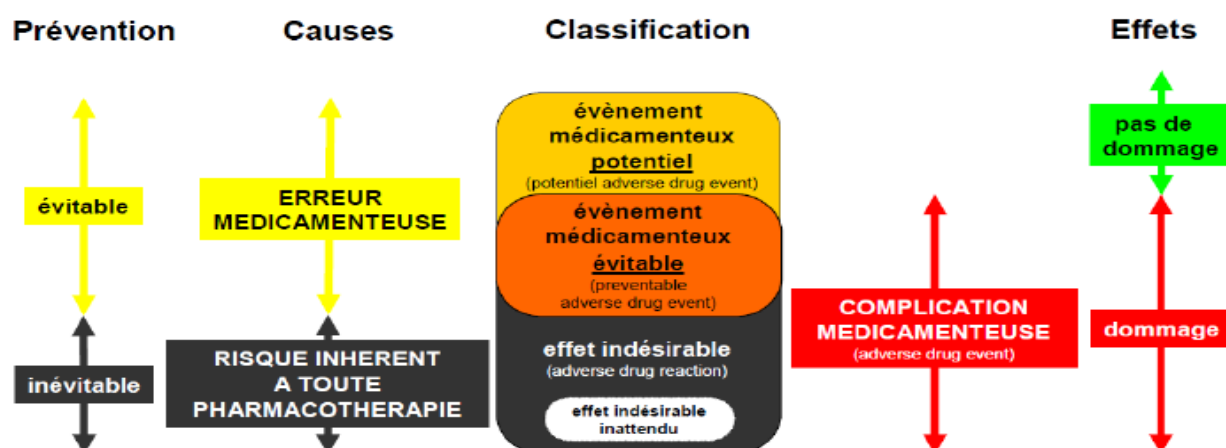 Prévention
Causes
Classification
Effets
évitable
inévitable
ERREUR
MEDICAMENTEUSE
RISQUE INHERENT
A TOUTE
PHARMACOTHERAPIE
évènement
médicamenteux
potentiel
(potentiel adverse drug event)
évènement
médicamenteux
évitable
(preventable
adverse drug event)
effet indésirable
(adverse drug reaction)
effet indésirable
inattendu
COMPLICATION
MEDICAMENTEUSE
(adverse drug event)
pas de
dommage
dommage